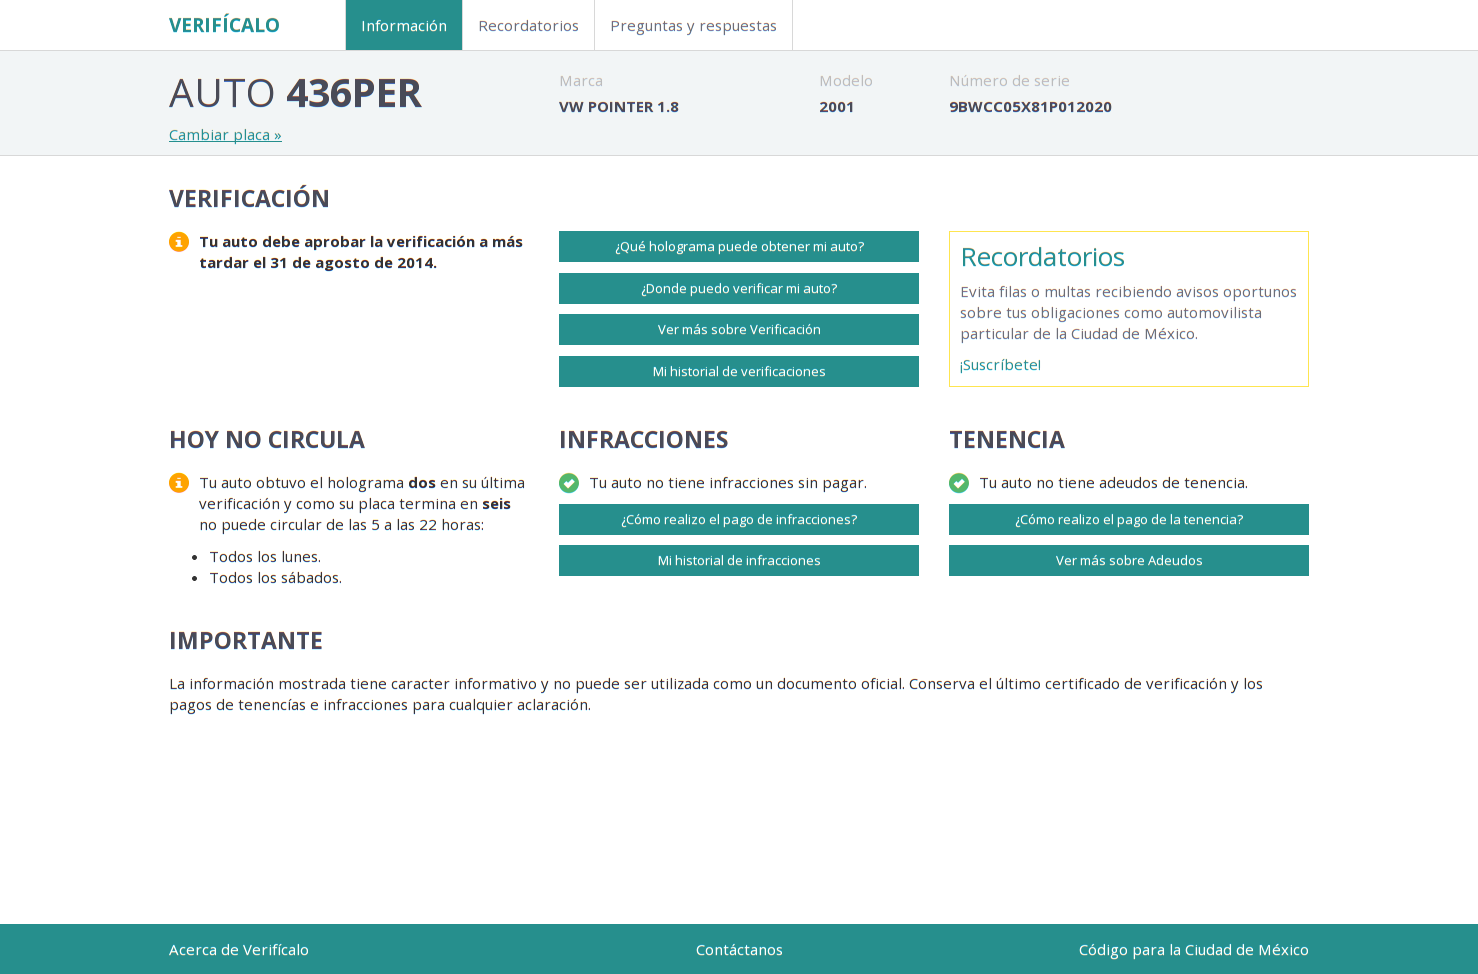 VERIFÍCALO
Información
Recordatorios
Preguntas y respuestas
AUTO 436PER
Cambiar placa »
Marca
VW POINTER 1.8
Modelo
2001
Número de serie
9BWCC05X81P012020
VERIFICACIÓN
Tu auto debe aprobar la verificación a más
tardar el 31 de agosto de 2014.
¿Qué holograma puede obtener mi auto?
¿Donde puedo verificar mi auto?
Ver más sobre Verificación
Mi historial de verificaciones
Recordatorios
Evita filas o multas recibiendo avisos oportunos
sobre tus obligaciones como automovilista
particular de la Ciudad de México.
¡Suscríbete!
HOY NO CIRCULA
Tu auto obtuvo el holograma dos en su última
verificación y como su placa termina en seis
no puede circular de las 5 a las 22 horas:
• Todos los lunes.
• Todos los sábados.
INFRACCIONES
Tu auto no tiene infracciones sin pagar.
¿Cómo realizo el pago de infracciones?
Mi historial de infracciones
TENENCIA
Tu auto no tiene adeudos de tenencia.
¿Cómo realizo el pago de la tenencia?
Ver más sobre Adeudos
IMPORTANTE
La información mostrada tiene caracter informativo y no puede ser utilizada como un documento oficial. Conserva el último certificado de verificación y los
pagos de tenencías e infracciones para cualquier aclaración.
Acerca de Verifícalo
Contáctanos
Código para la Ciudad de México